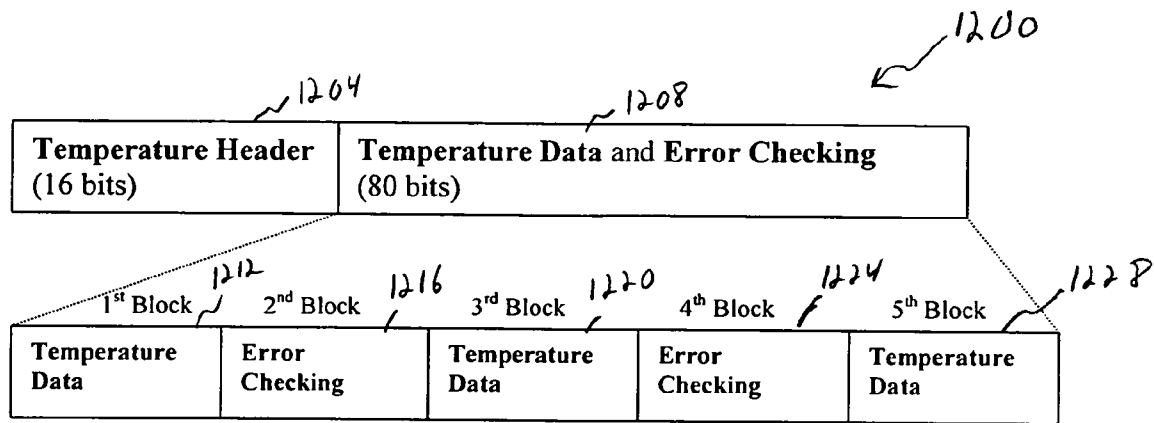 1200
1204 1208
Temperature Header Temperature Data and Error Checking
(16 bits) (80 bits)
1212 1216 1220 1224 1228
1st Block 2nd Block 3rd Block 4th Block 5th Block
Temperature Error Temperature Error Temperature
Data Checking Data Checking Data